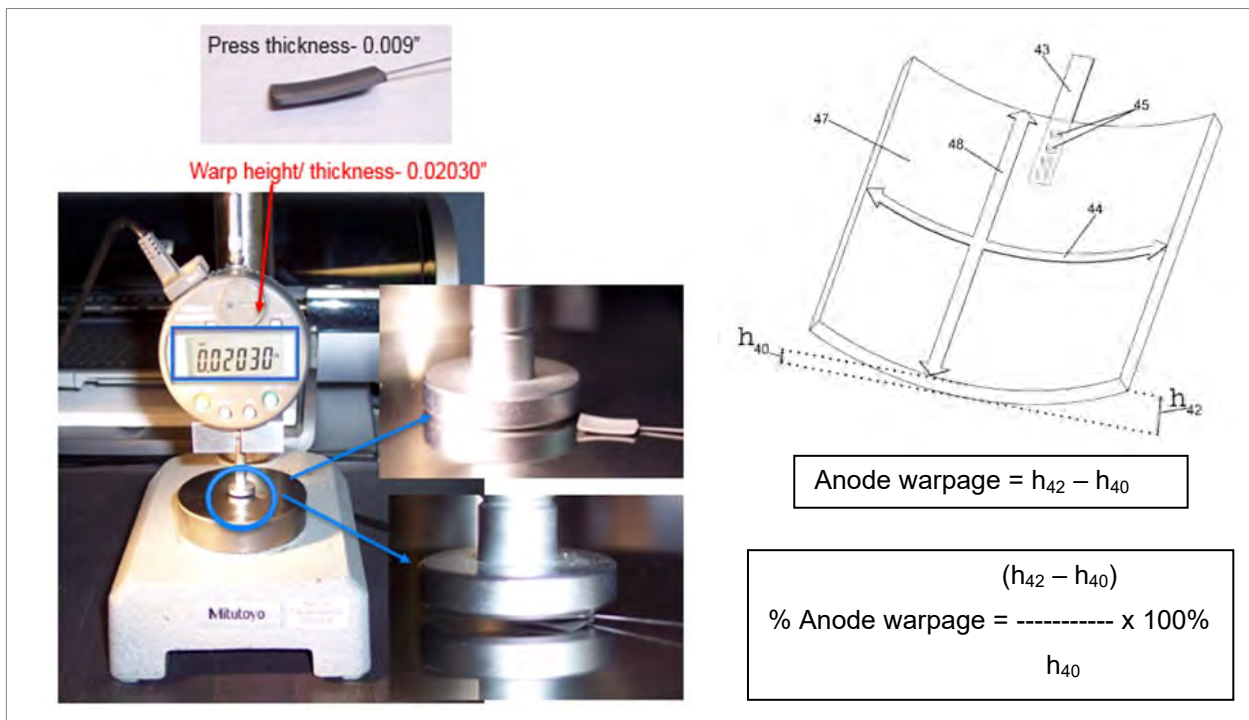 Press thickness- 0.009"
Warp height/ thickness- 0.02030"
0.02030
Mitutoyo
43
45
47
48
44
h40
h42
Anode warpage = h42 – h40
(h42 – h40)
% Anode warpage = ----------- x 100%
h40